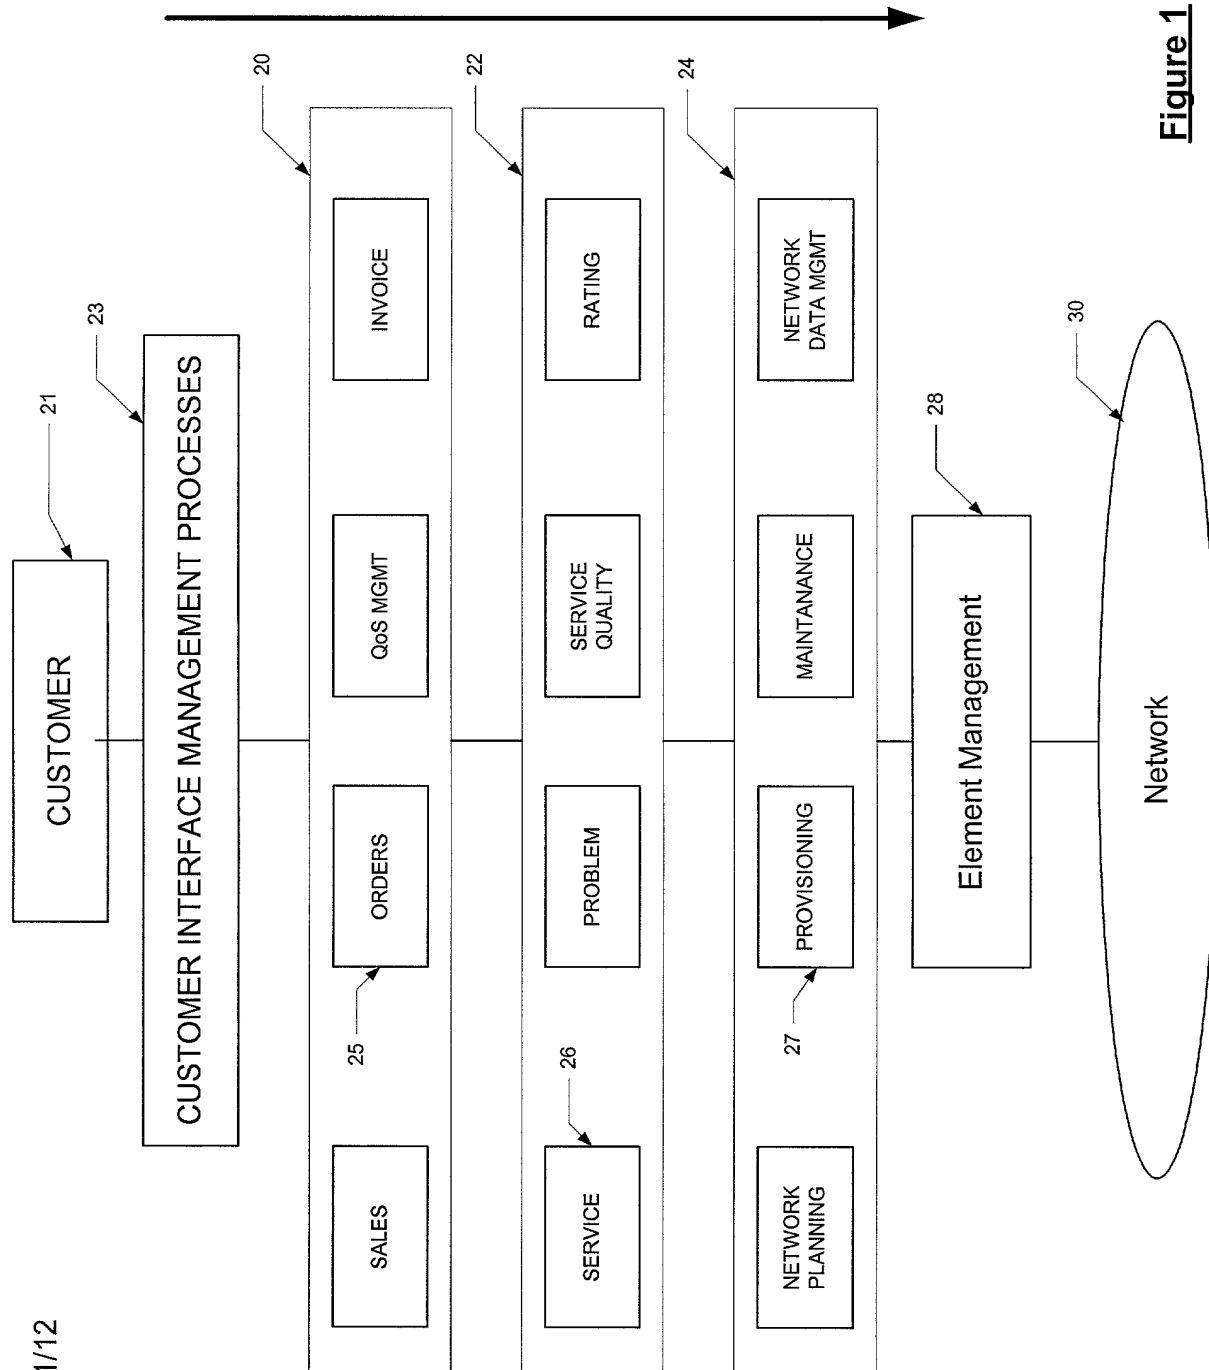 1/12
CUSTOMER
21
CUSTOMER INTERFACE MANAGEMENT PROCESSES
23
20
SALES
ORDERS
25
QoS MGMT
INVOICE
22
SERVICE
26
PROBLEM
SERVICE
QUALITY
RATING
24
NETWORK
PLANNING
PROVISIONING
27
MAINTANANCE
NETWORK
DATA MGMT
Element Management
28
Network
30
Figure 1